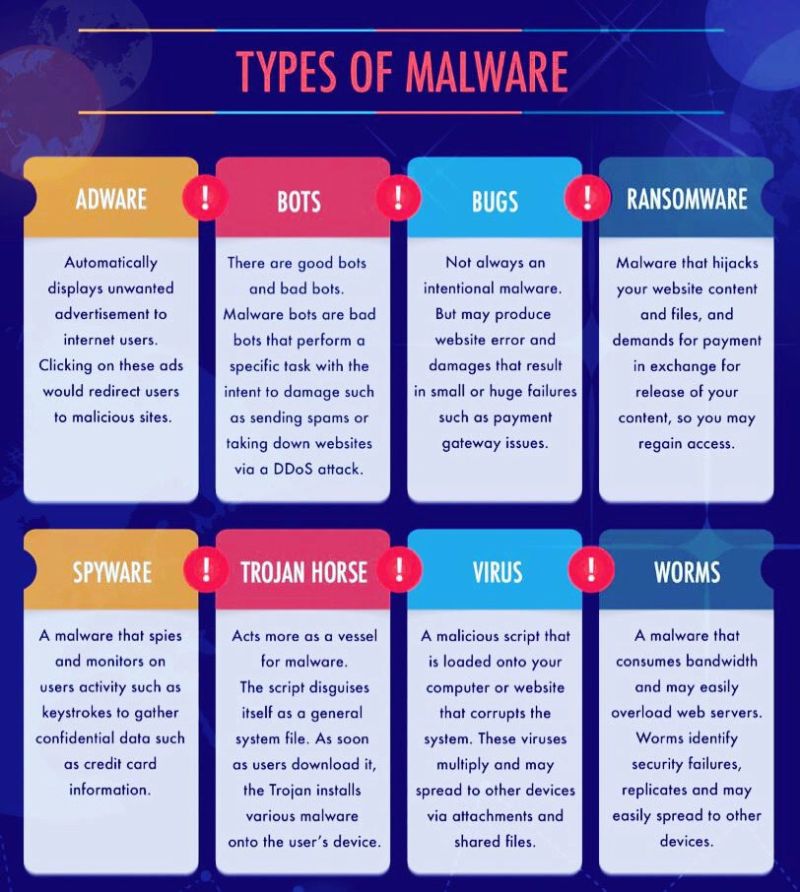 TYPES OF MALWARE
ADWARE
Automatically
displays unwanted
advertisement to
internet users.
Clicking on these ads
would redirect users
to malicious sites.
!
BOTS
There are good bots
and bad bots.
Malware bots are bad
bots that perform a
specific task with the
intent to damage such
as sending spams or
taking down websites
via a DDoS attack.
!
BUGS
Not always an
intentional malware.
But may produce
website error and
damages that result
in small or huge failures
such as payment
gateway issues.
!
RANSOMWARE
Malware that hijacks
your website content
and files, and
demands for payment
in exchange for
release of your
content, so you may
regain access.
SPYWARE
A malware that spies
and monitors on
users activity such as
keystrokes to gather
confidential data such
as credit card
information.
!
TROJAN HORSE
Acts more as a vessel
for malware.
The script disguises
itself as a general
system file. As soon
as users download it,
the Trojan installs
various malware
onto the user's device.
!
VIRUS
A malicious script that
is loaded onto your
computer or website
that corrupts the
system. These viruses
multiply and may
spread to other devices
via attachments and
shared files.
!
WORMS
A malware that
consumes bandwidth
and may easily
overload web servers.
Worms identify
security failures,
replicates and may
easily spread to other
devices.